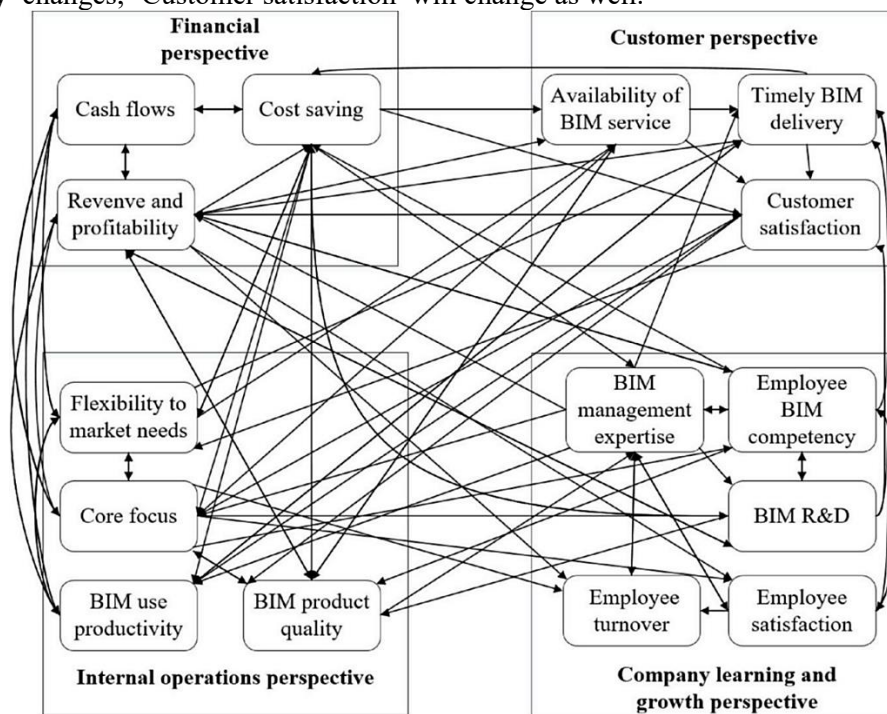 changes, Customer satisfaction will change as well.
Financial
perspective
Customer perspective
Cash flows
Cost saving
Availability of
BIM service
Timely BIM
delivery
Revenve and
profitability
Customer
satisfaction
Flexibility to
market needs
BIM
management
expertise
Employee
BIM
competency
Core focus
BIM R&D
BIM use
productivity
BIM product
quality
Employee
turnover
Employee
satisfaction
Internal operations perspective
Company learning and
growth perspective